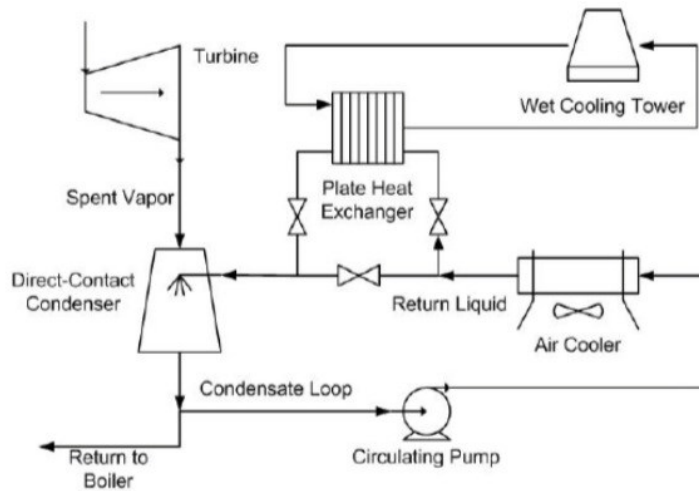 Turbine
Wet Cooling Tower
Plate Heat
Exchanger
Spent Vapor
Direct-Contact
Condenser
Return Liquid
Air Cooler
Condensate Loop
Return to
Boiler
Circulating Pump